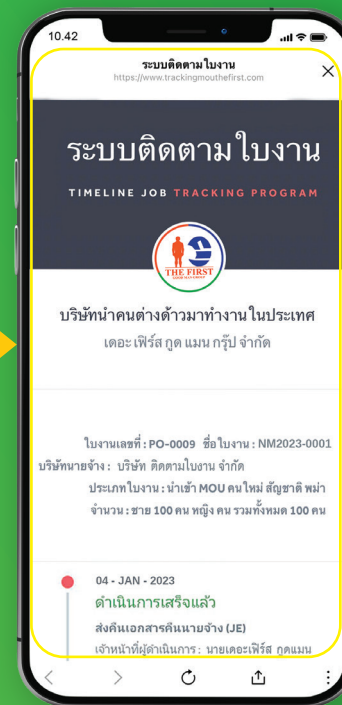 10.42
ระบบติดตามใบงาน
https://www.trackingmouthefirst.com
ระบบติดตามใบงาน
TIMELINE JOB TRACKING PROGRAM
THE FIRST
GOOD MAN GROUP
บริษัทนำคนต่างด้าวมาทำงานในประเทศ
เดอะ เฟิร์ส กูด แมน กรุ๊ป จำกัด
ใบงานเลขที่ : PO-0009 ชื่อใบงาน : NM2023-0001
บริษัทนายจ้าง : บริษัท ติดตามใบงาน จำกัด
ประเภทใบงาน : นำเข้า MOU คนใหม่ สัญชาติ พม่า
จำนวน : ชาย 100 คน หญิง คน รวมทั้งหมด 100 คน
04 - JAN - 2023
ดำเนินการเสร็จแล้ว
ส่งคืนเอกสารคืนนายจ้าง (JE)
เจ้าหน้าที่ผู้ดำเนินการ : นายเดอะเฟิร์ส กูดแมน